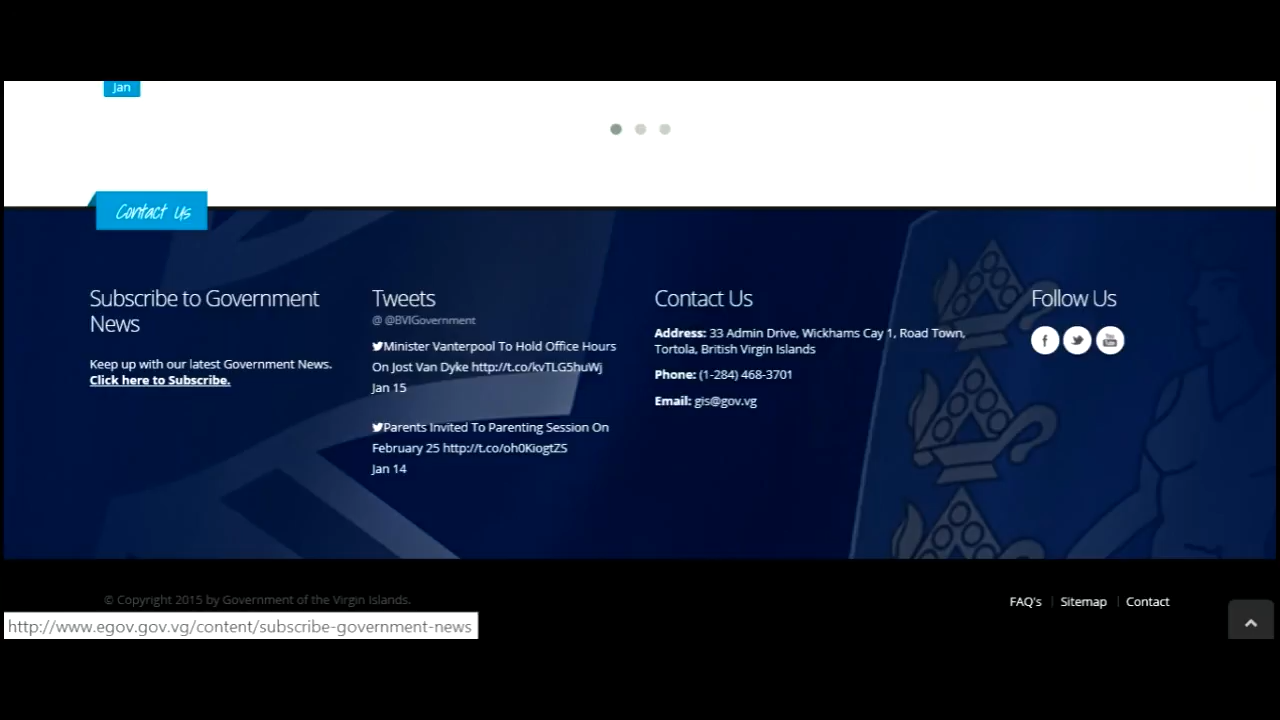 Jan
Contact Us
Subscribe to Government
News
Keep up with our latest Government News.
Click here to Subscribe.
Tweets
@ @BVIGovernment
Minister Vanterpool To Hold Office Hours
On Jost Van Dyke http://t.co/kvTLG5huWj
Jan 15
Parents Invited To Parenting Session On
February 25 http://t.co/oh0KiogtZS
Jan 14
Contact Us
Address: 33 Admin Drive, Wickhams Cay 1, Road Town,
Tortola, British Virgin Islands
Phone: (1-284) 468-3701
Email: gis@gov.vg
Follow Us
f
You
Tube
© Copyright 2015 by Government of the Virgin Islands.
FAQ's | Sitemap | Contact
http://www.egov.gov.vg/content/subscribe-government-news